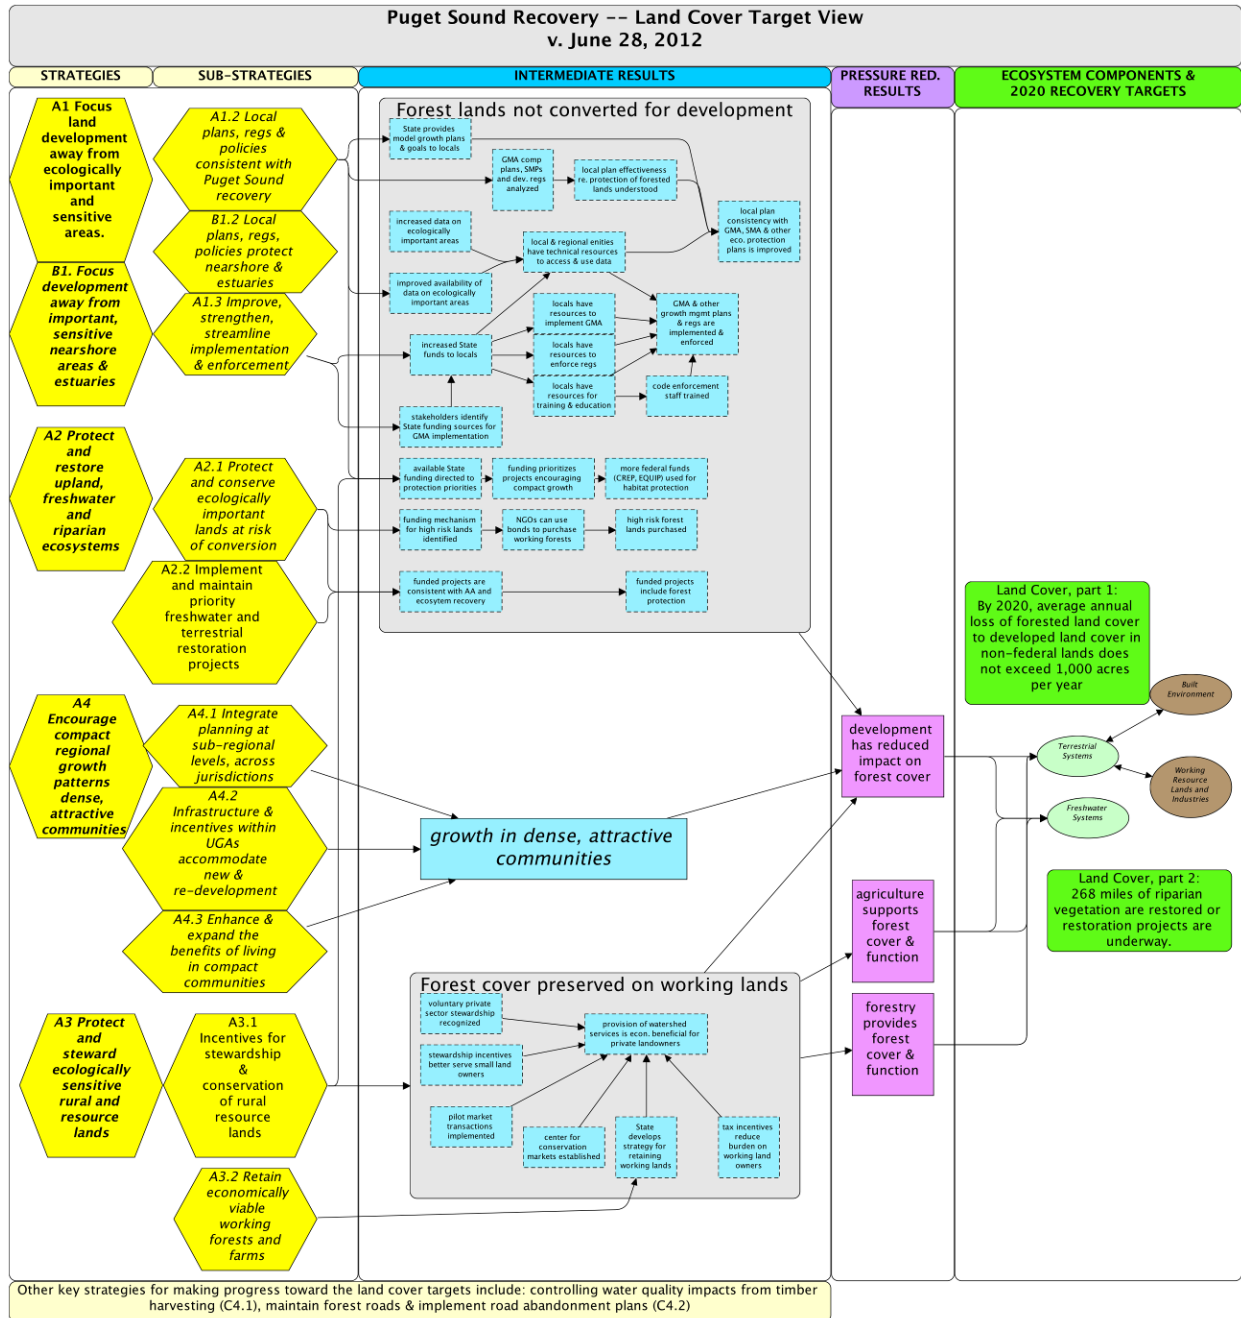 Puget Sound Recovery -- Land Cover Target View
v. June 28, 2012
STRATEGIES
SUB-STRATEGIES
INTERMEDIATE RESULTS
PRESSURE RED.
RESULTS
ECOSYSTEM COMPONENTS &
2020 RECOVERY TARGETS
A1 Focus
land
development
away from
ecologically
important
and
sensitive
areas.
B1. Focus
development
away from
important,
sensitive
nearshore
areas &
estuaries
A2 Protect
and
restore
upland,
freshwater
and
riparian
ecosystems
A4
Encourage
compact
regional
growth
patterns
dense,
attractive
communities
A3 Protect
and
steward
ecologically
sensitive
rural and
resource
lands
A1.2 Local
plans, regs &
policies
consistent with
Puget Sound
recovery
B1.2 Local
plans, regs,
policies protect
nearshore &
estuaries
A1.3 Improve,
strengthen,
streamline
implementation
& enforcement
A2.1 Protect
and conserve
ecologically
important
lands at risk
of conversion
A2.2 Implement
and maintain
priority
freshwater and
terrestrial
restoration
projects
A4.1 Integrate
planning at
sub-regional
levels, across
jurisdictions
A4.2
Infrastructure &
incentives within
UGAs
accommodate
new &
re-development
A4.3 Enhance &
expand the
benefits of living
in compact
communities
A3.1
Incentives for
stewardship
&
conservation
of rural
resource
lands
A3.2 Retain
economically
viable
working
forests and
farms
Forest lands not converted for development
State provides
model growth plans
& goals to locals
GMA comp
plans, SMPs
and dev. regs
analyzed
local plan effectiveness
re. protection of forested
lands understood
increased data on
ecologically
important areas
local & regional enities
have technical resources
to access & use data
local plan
consistency with
GMA, SMA & other
eco. protection
plans is improved
improved availability of
data on ecologically
important areas
locals have
resources to
implement GMA
GMA & other
growth mgmt plans
& regs are
implemented &
enforced
increased State
funds to locals
locals have
resources to
enforce regs
locals have
resources for
training & education
code enforcement
staff trained
stakeholders identify
State funding sources for
GMA implementation
available State
funding directed to
protection priorities
funding prioritizes
projects encouraging
compact growth
more federal funds
(CREP, EQUIP) used for
habitat protection
funding mechanism
for high risk lands
identified
NGOs can use
bonds to purchase
working forests
high risk forest
lands purchased
funded projects are
consistent with AA and
ecosytem recovery
funded projects
include forest
protection
growth in dense, attractive
communities
Forest cover preserved on working lands
voluntary private
sector stewardship
recognized
provision of watershed
services is econ. beneficial for
private landowners
stewardship incentives
better serve small land
owners
pilot market
transactions
implemented
center for
conservation
markets established
State
develops
strategy for
retaining
working lands
tax incentives
reduce
burden on
working land
owners
development
has reduced
impact on
forest cover
agriculture
supports
forest
cover &
function
forestry
provides
forest
cover &
function
Land Cover, part 1:
By 2020, average annual
loss of forested land cover
to developed land cover in
non-federal lands does
not exceed 1,000 acres
per year
Built
Environment
Terrestrial
Systems
Working
Resource
Lands and
Industries
Freshwater
Systems
Land Cover, part 2:
268 miles of riparian
vegetation are restored or
restoration projects are
underway.
Other key strategies for making progress toward the land cover targets include: controlling water quality impacts from timber
harvesting (C4.1), maintain forest roads & implement road abandonment plans (C4.2)